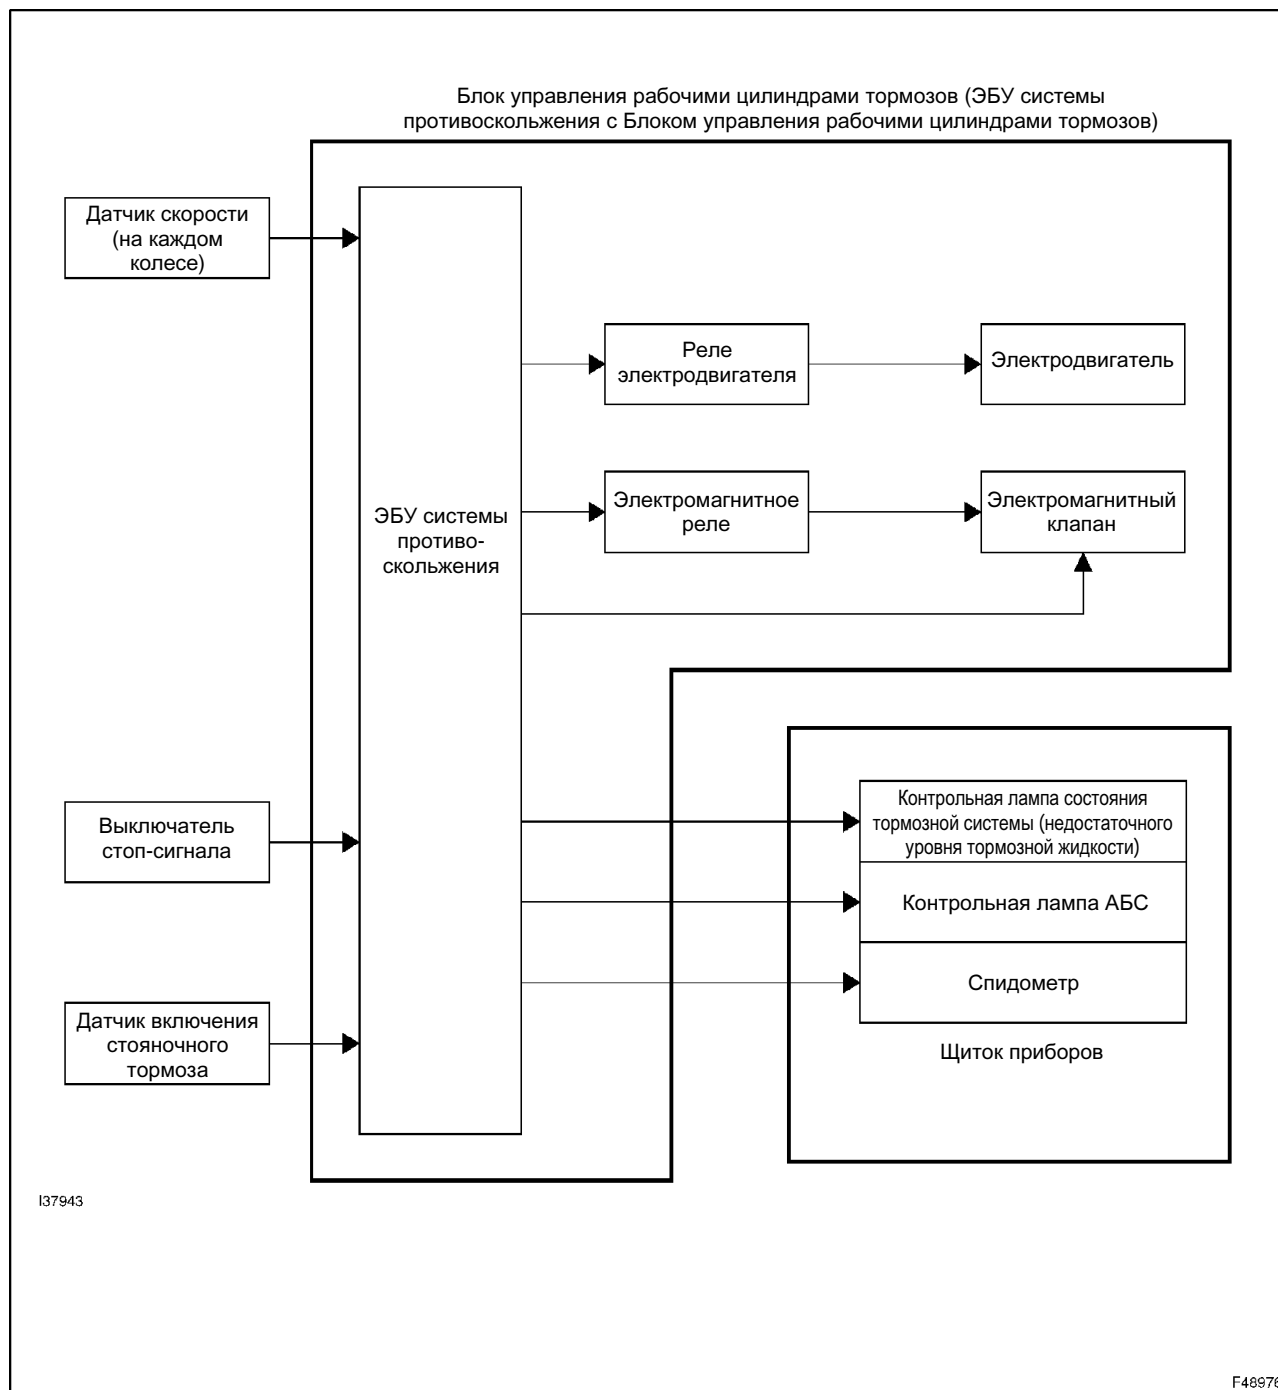 Блок управления рабочими цилиндрами тормозов (ЭБУ системы
противоскольжения с Блоком управления рабочими цилиндрами тормозов)
Датчик скорости
(на каждом
колесе)
Реле
электродвигателя
Электродвигатель
ЭБУ системы
противо-
скольжения
Электромагнитное
реле
Электромагнитный
клапан
Выключатель
стоп-сигнала
Контрольная лампа состояния
тормозной системы (недостаточного
уровня тормозной жидкости)
Контрольная лампа АБС
Спидометр
Датчик включения
стояночного
тормоза
Щиток приборов
I37943
F48976